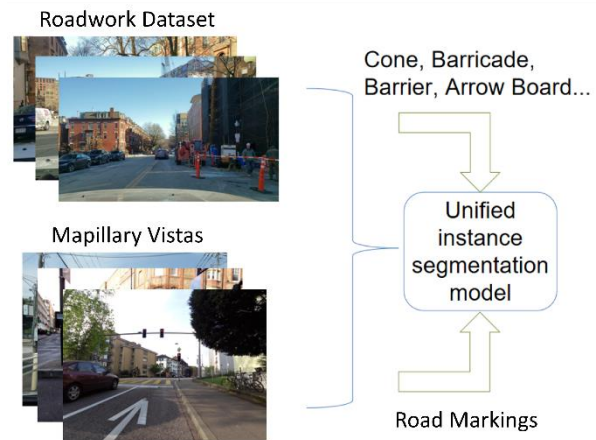 Roadwork Dataset
Cone, Barricade,
Barrier, Arrow Board...
Mapillary Vistas
Unified
instance
segmentation
model
Road Markings